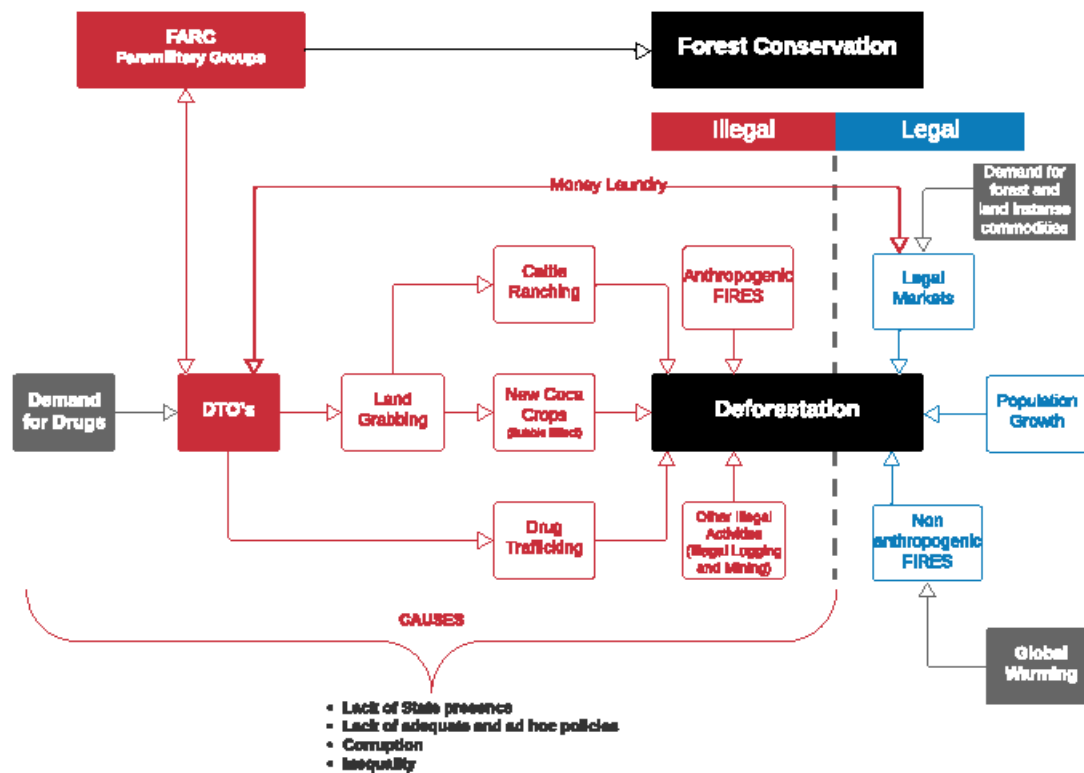 FARC
Paramilitary Groups
Forest Conservation
Illegal
Legal
Money Laundry
Demand for
forest and
land instense
commodities
Cattle
Ranching
Anthropogenic
FIRES
Legal
Markets
Demand
for Drugs
DTO's
Land
Grabbing
New Coca
Crops
Deforestation
Population
Growth
Drug
Trafficking
Other Illegal
Activities
(Illegal Logging
and Mining)
Non
anthropogenic
FIRES
CAUSES
Global
Warming
• Lack of State presence
• Lack of adequate and ad hoc policies
• Corruption
• Inequality